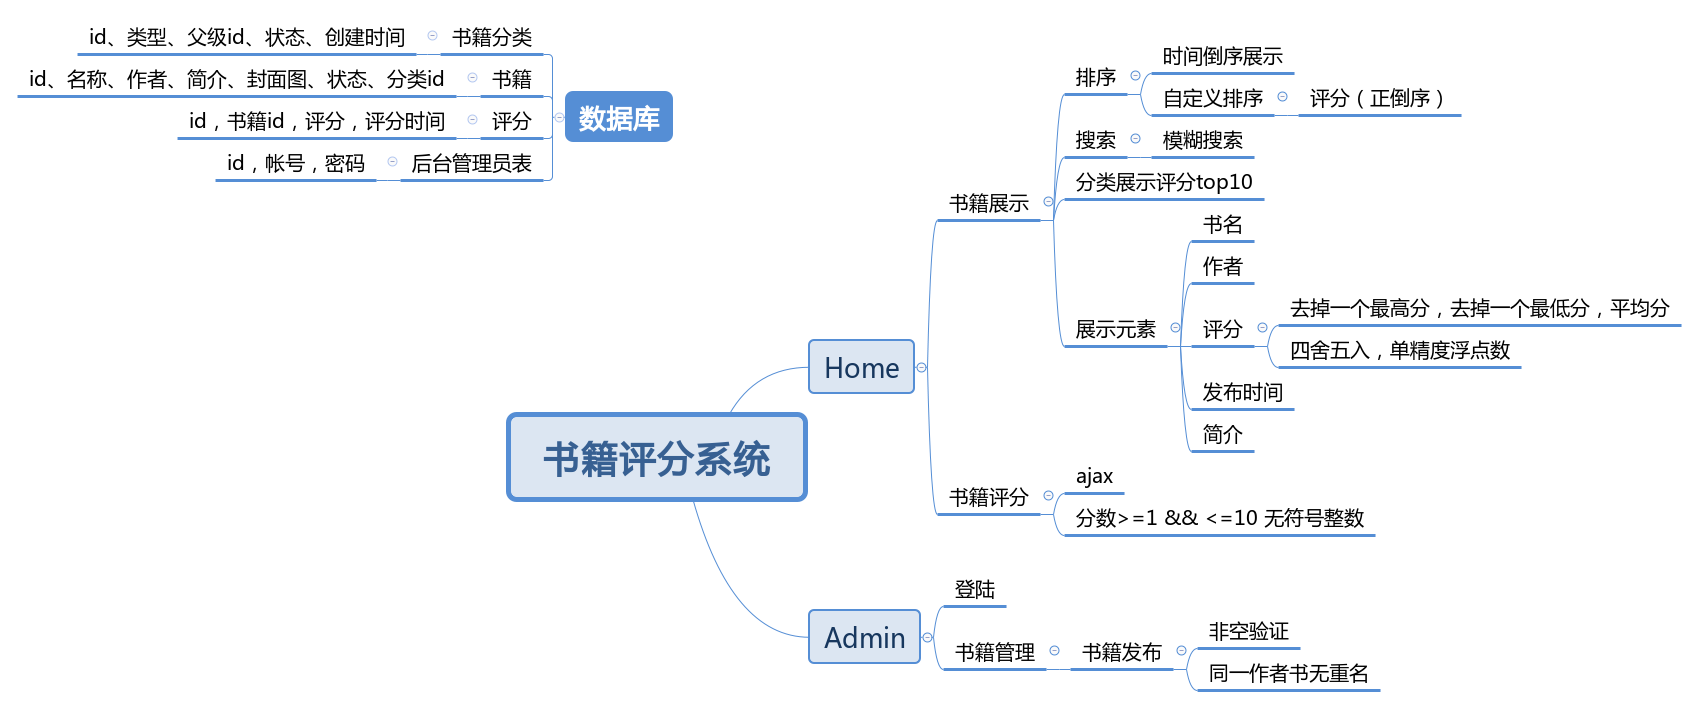 id、类型、父级id、状态、创建时间
书籍分类
id、名称、作者、简介、封面图、状态、分类id
书籍
id，书籍id，评分，评分时间
评分
id，帐号，密码
后台管理员表
数据库
书籍评分系统
Home
书籍展示
排序
时间倒序展示
自定义排序
评分（正倒序）
搜索
模糊搜索
分类展示评分top10
展示元素
书名
作者
评分
去掉一个最高分，去掉一个最低分，平均分
四舍五入，单精度浮点数
发布时间
简介
书籍评分
ajax
分数>=1 && <=10 无符号整数
Admin
登陆
书籍管理
书籍发布
非空验证
同一作者书无重名